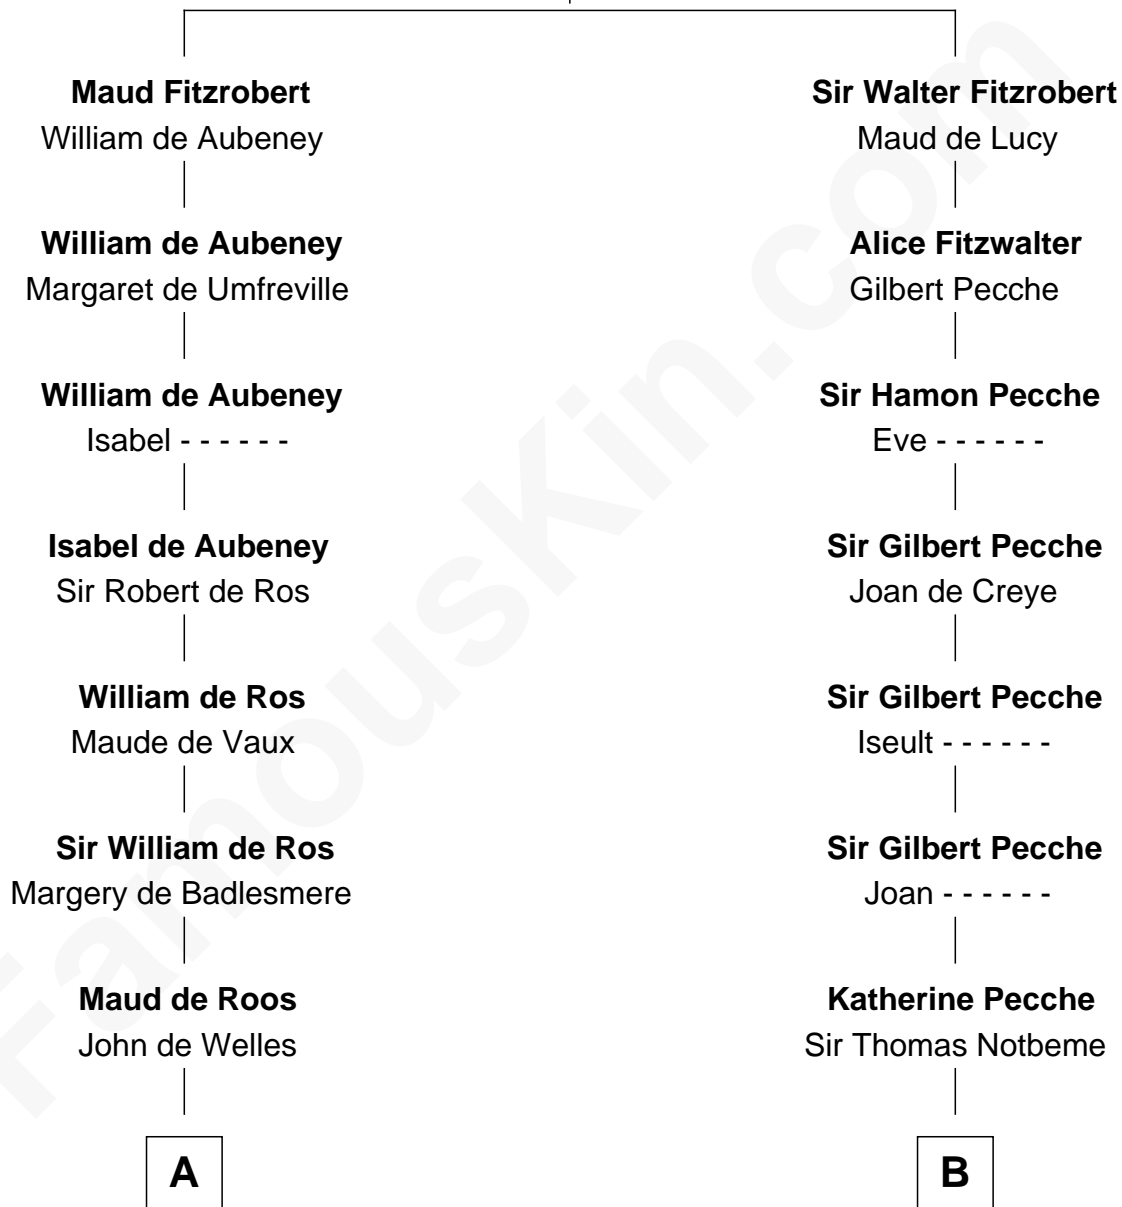 Maud Fitzrobert
William de Aubeney
Sir Walter Fitzrobert
Maud de Lucy
William de Aubeney
Margaret de Umfreville
Alice Fitzwalter
Gilbert Pecche
William de Aubeney
Isabel - - - - - -
Sir Hamon Pecche
Eve - - - - - -
Isabel de Aubeney
Sir Robert de Ros
Sir Gilbert Pecche
Joan de Creye
William de Ros
Maude de Vaux
Sir Gilbert Pecche
Iseult - - - - - -
Sir William de Ros
Margery de Badlesmere
Sir Gilbert Pecche
Joan - - - - - -
Maud de Roos
John de Welles
Katherine Pecche
Sir Thomas Notbeme
A
B
FamousKin.com